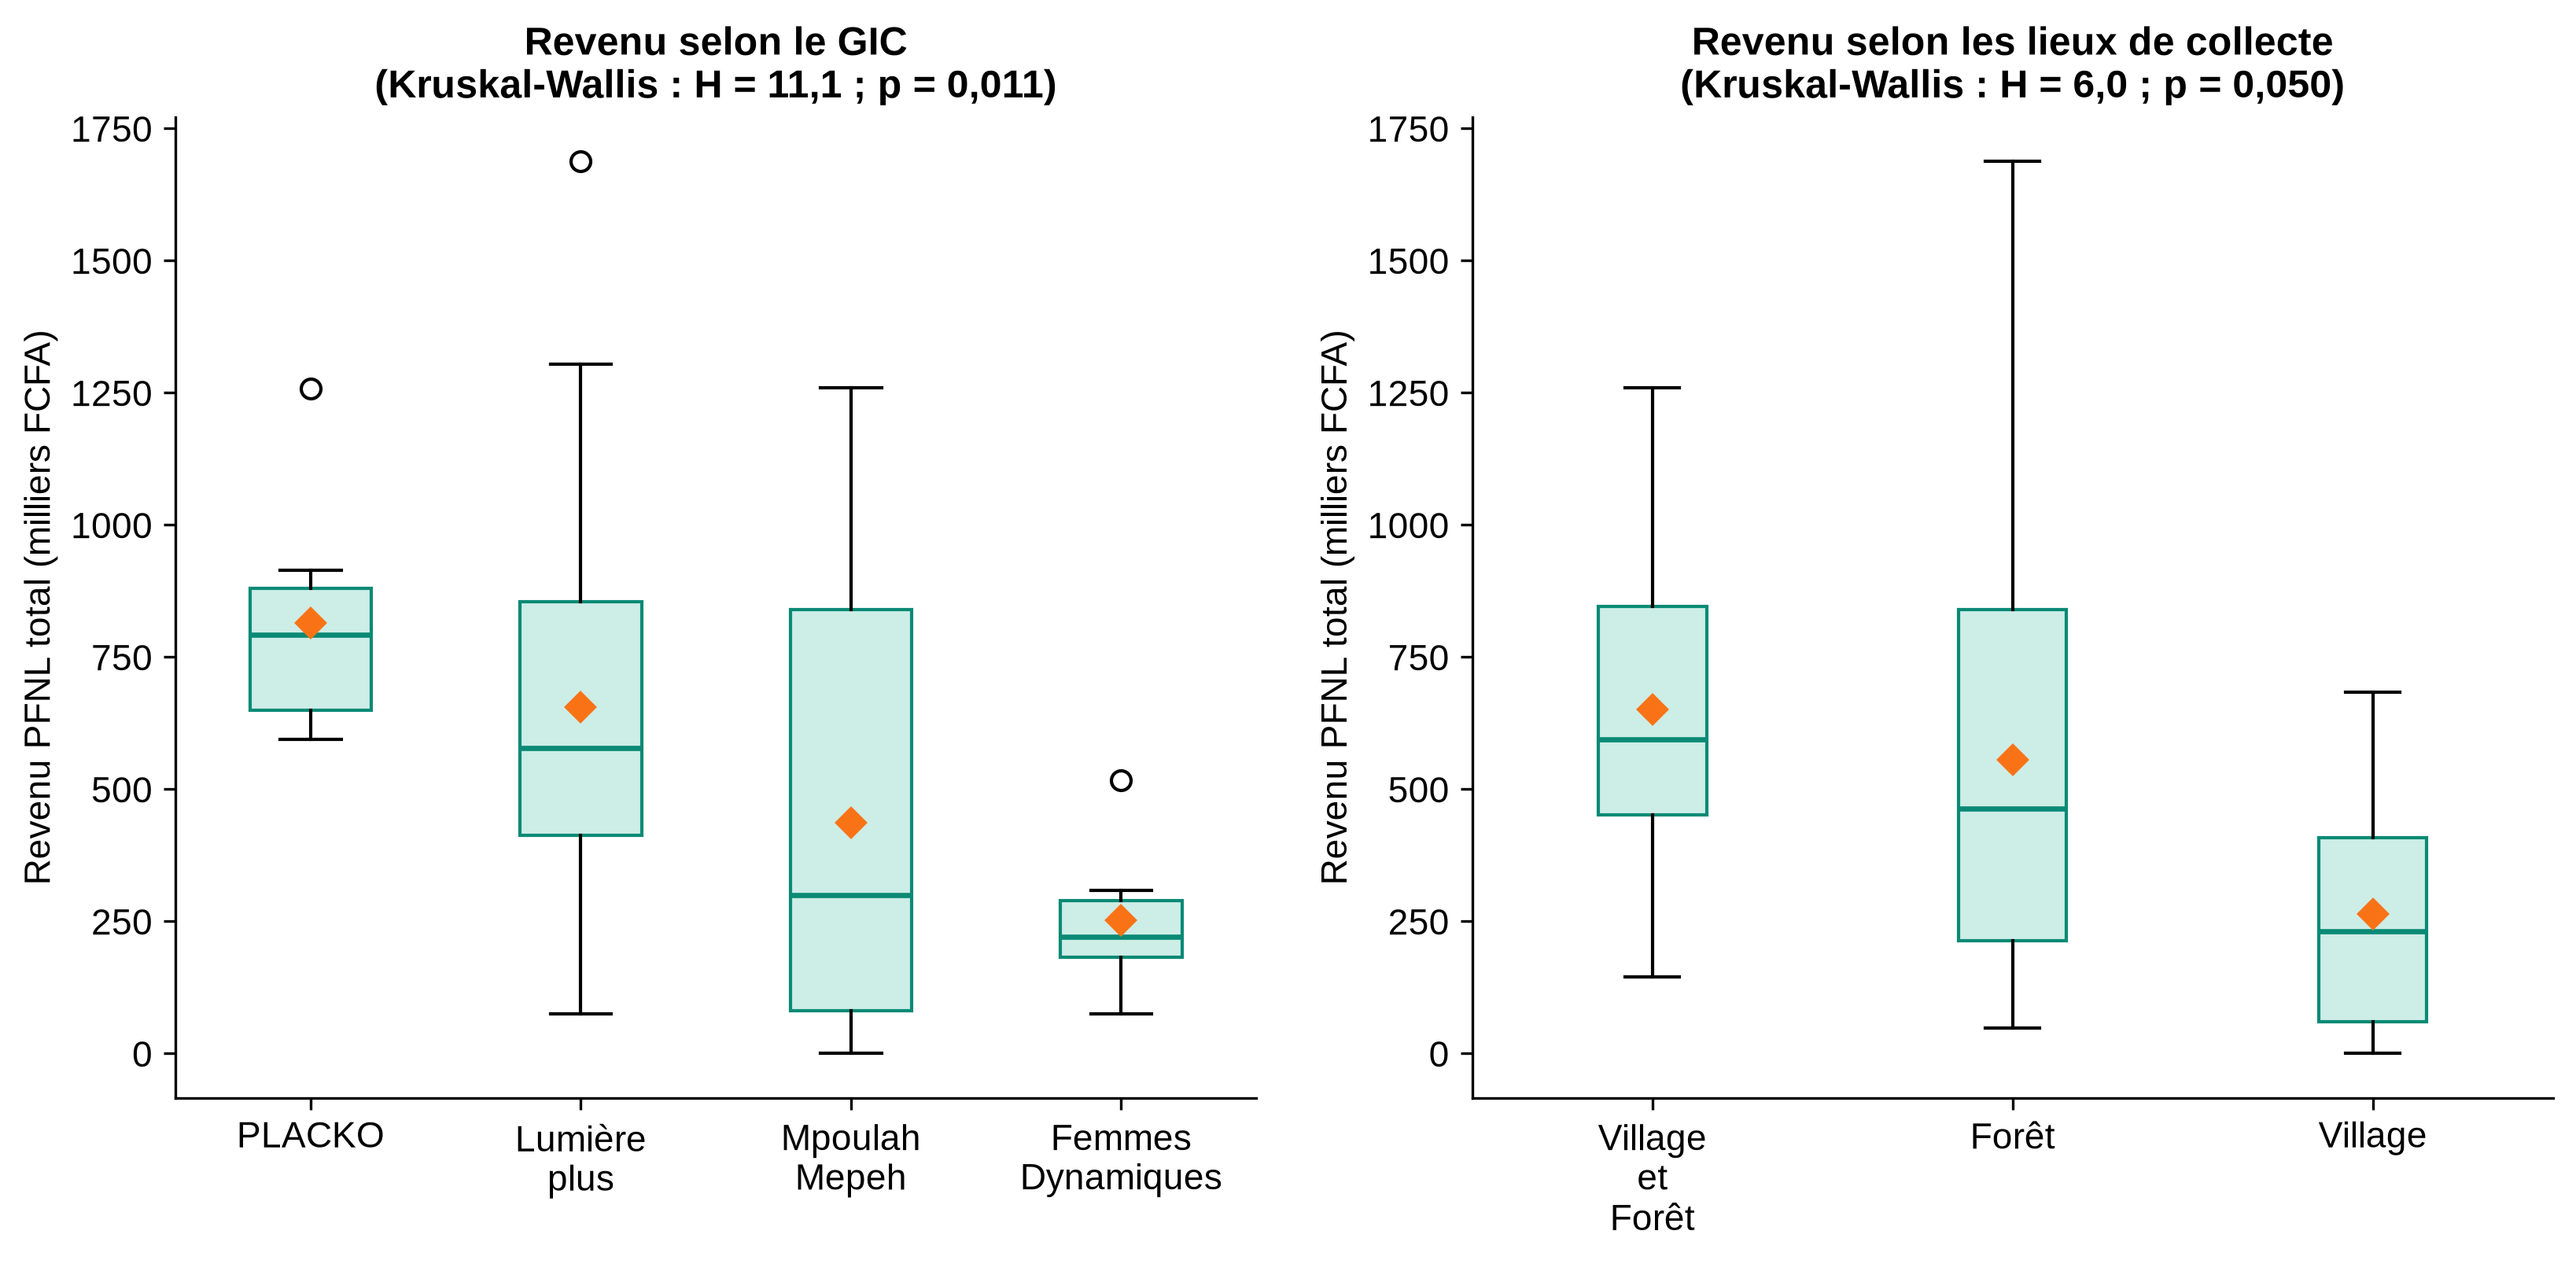 Revenu selon le GIC
(Kruskal-Wallis : H = 11,1 ; p = 0,011)
Revenu PFNL total (milliers FCFA)
1750
1500
1250
1000
750
500
250
0
PLACKO
Lumière
plus
Mpoulah
Mepeh
Femmes
Dynamiques
Revenu selon les lieux de collecte
(Kruskal-Wallis : H = 6,0 ; p = 0,050)
Revenu PFNL total (milliers FCFA)
1750
1500
1250
1000
750
500
250
0
Village
et
Forêt
Forêt
Village